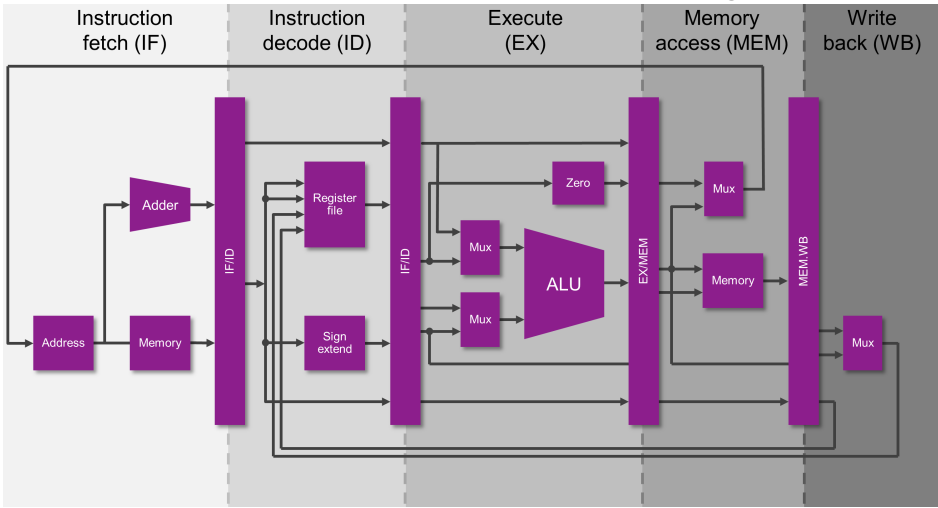 Instruction
fetch (IF)
Instruction
decode (ID)
Execute
(EX)
Memory
access (MEM)
Write
back (WB)
Adder
Address
Memory
IF/ID
Register
file
Sign
extend
IF/ID
Zero
Mux
Mux
ALU
EX/MEM
Mux
Memory
MEM.WB
Mux